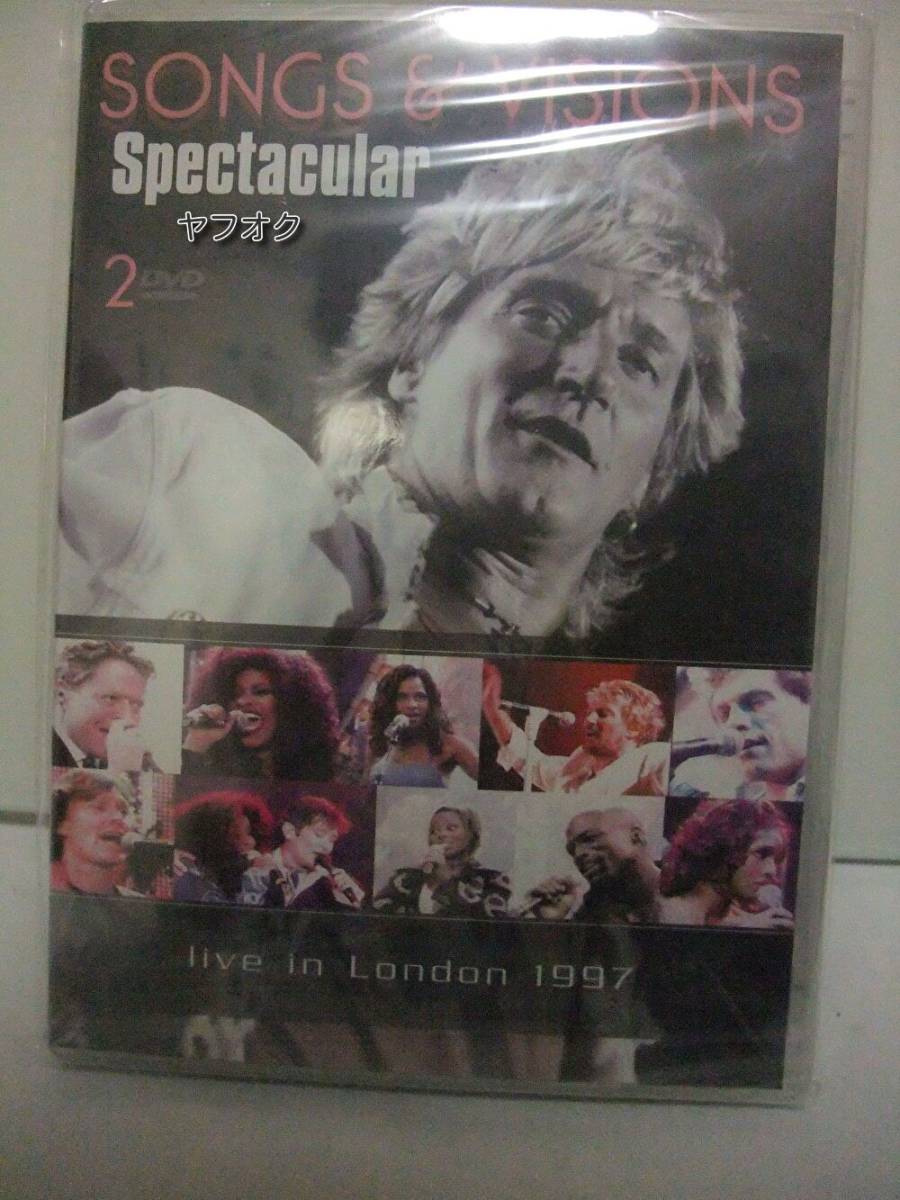 SONGS & VISIONS
Spectacular
ヤフオク
2 DVD
live in London 1997